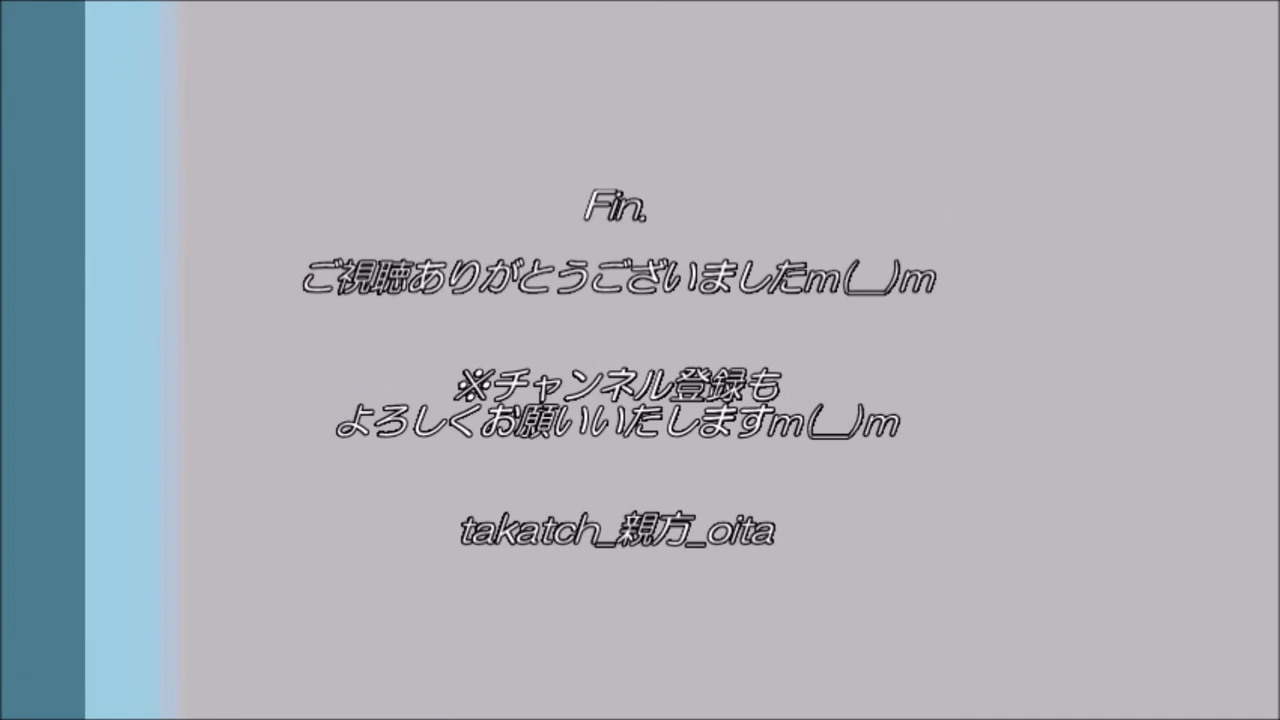 Fin.
ご視聴ありがとうございましたm(__)m
※チャンネル登録も
よろしくお願いいたしますm(__)m
takatch_親方_oita